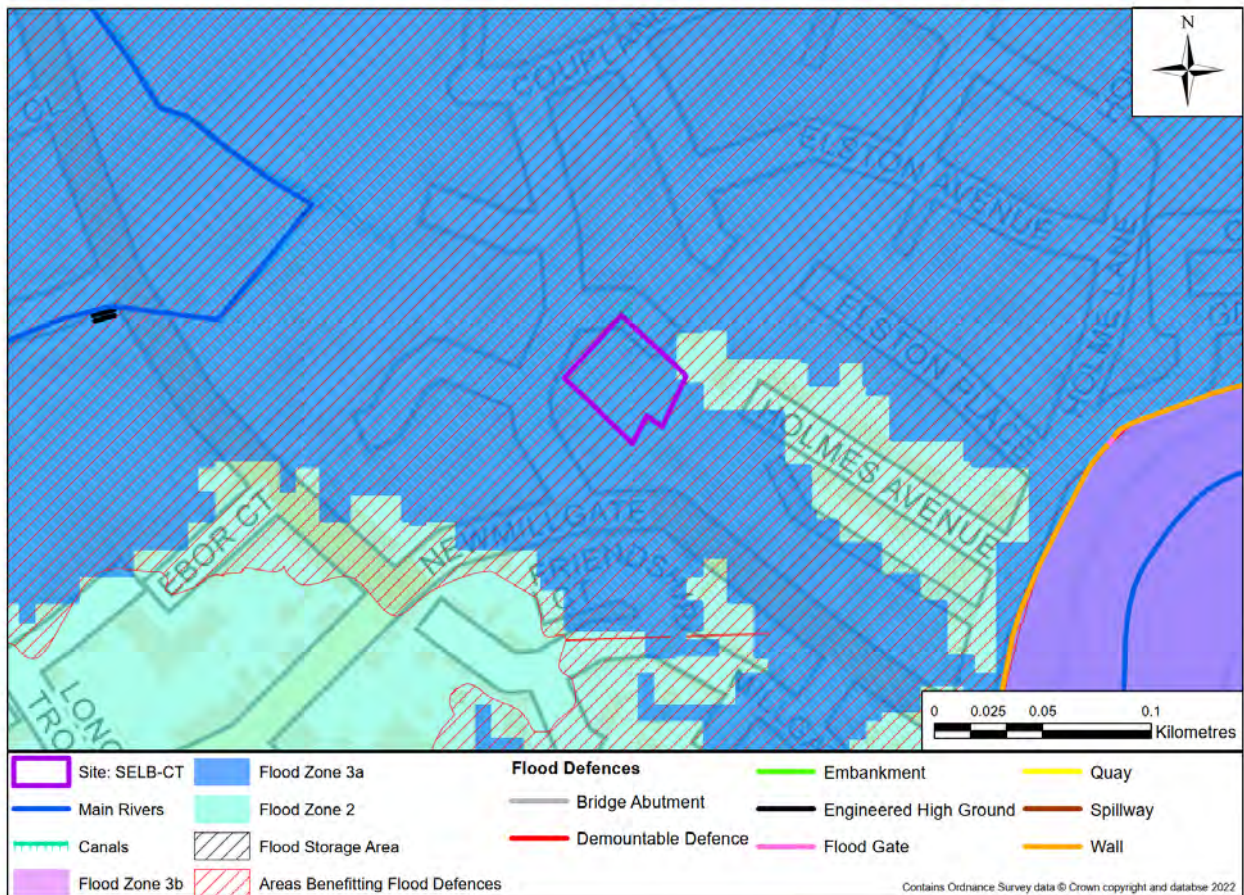 N
COUPLAND
ELSTON AVENUE
HOLMES LANE
ELSTON PLACE
HOLMES AVENUE
NEWMILLGATE
FRIENDS
EBOR CT
0 0.025 0.05 0.1
Kilometres
Site: SELB-CT
Main Rivers
Canals
Flood Zone 3b
Flood Zone 3a
Flood Zone 2
Flood Storage Area
Areas Benefitting Flood Defences
Flood Defences
Bridge Abutment
Demountable Defence
Embankment
Engineered High Ground
Flood Gate
Quay
Spillway
Wall
Contains Ordnance Survey data © Crown copyright and databse 2022